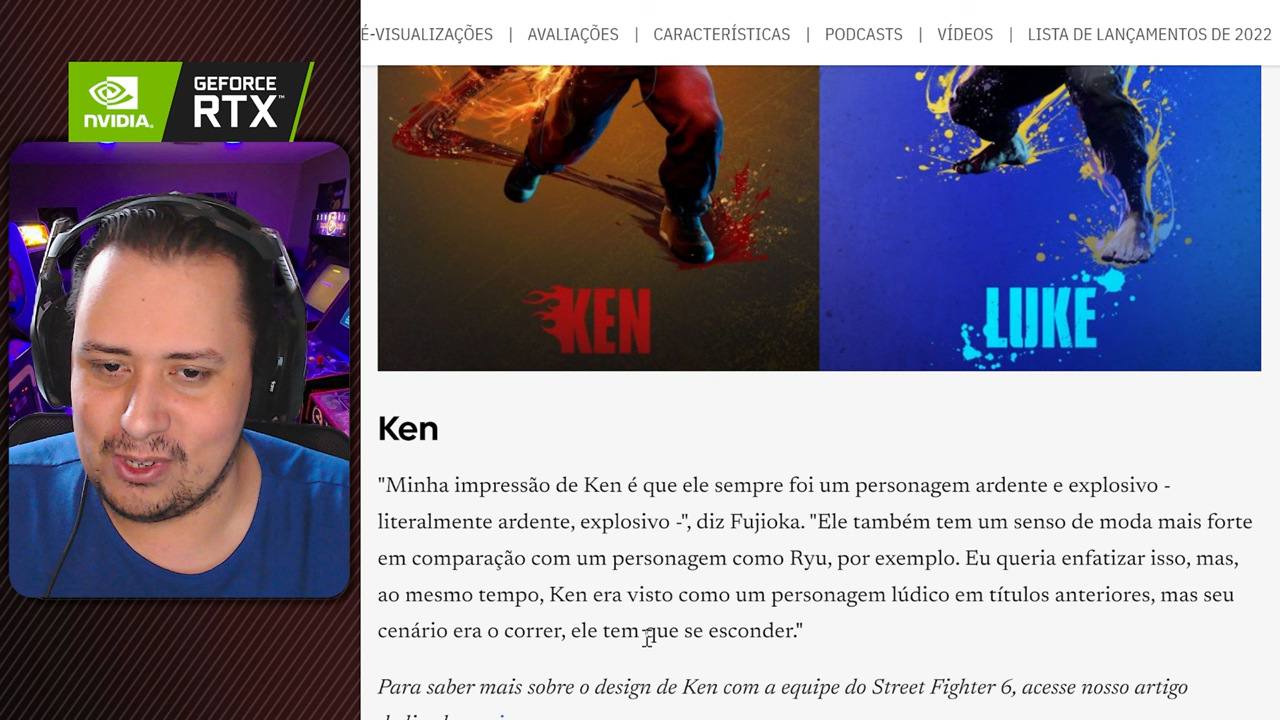 É-VISUALIZAÇÕES | AVALIAÇÕES | CARACTERÍSTICAS | PODCASTS | VÍDEOS | LISTA DE LANÇAMENTOS DE 2022
NVIDIA.
GEFORCE
RTX™
KEN
LUKE
Ken
"Minha impressão de Ken é que ele sempre foi um personagem ardente e explosivo -
literalmente ardente, explosivo -", diz Fujioka. "Ele também tem um senso de moda mais forte
em comparação com um personagem como Ryu, por exemplo. Eu queria enfatizar isso, mas,
ao mesmo tempo, Ken era visto como um personagem lúdico em títulos anteriores, mas seu
cenário era o correr, ele tem que se esconder."
Para saber mais sobre o design de Ken com a equipe do Street Fighter 6, acesse nosso artigo